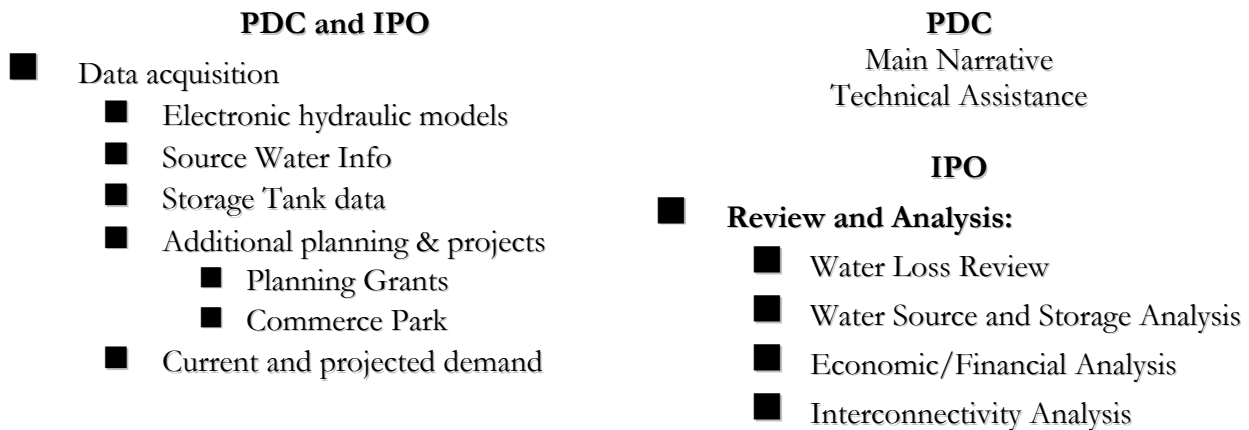 PDC and IPO
■ Data acquisition
■ Electronic hydraulic models
■ Source Water Info
■ Storage Tank data
■ Additional planning & projects
■ Planning Grants
■ Commerce Park
■ Current and projected demand
PDC
Main Narrative
Technical Assistance
IPO
■ Review and Analysis:
■ Water Loss Review
■ Water Source and Storage Analysis
■ Economic/Financial Analysis
■ Interconnectivity Analysis